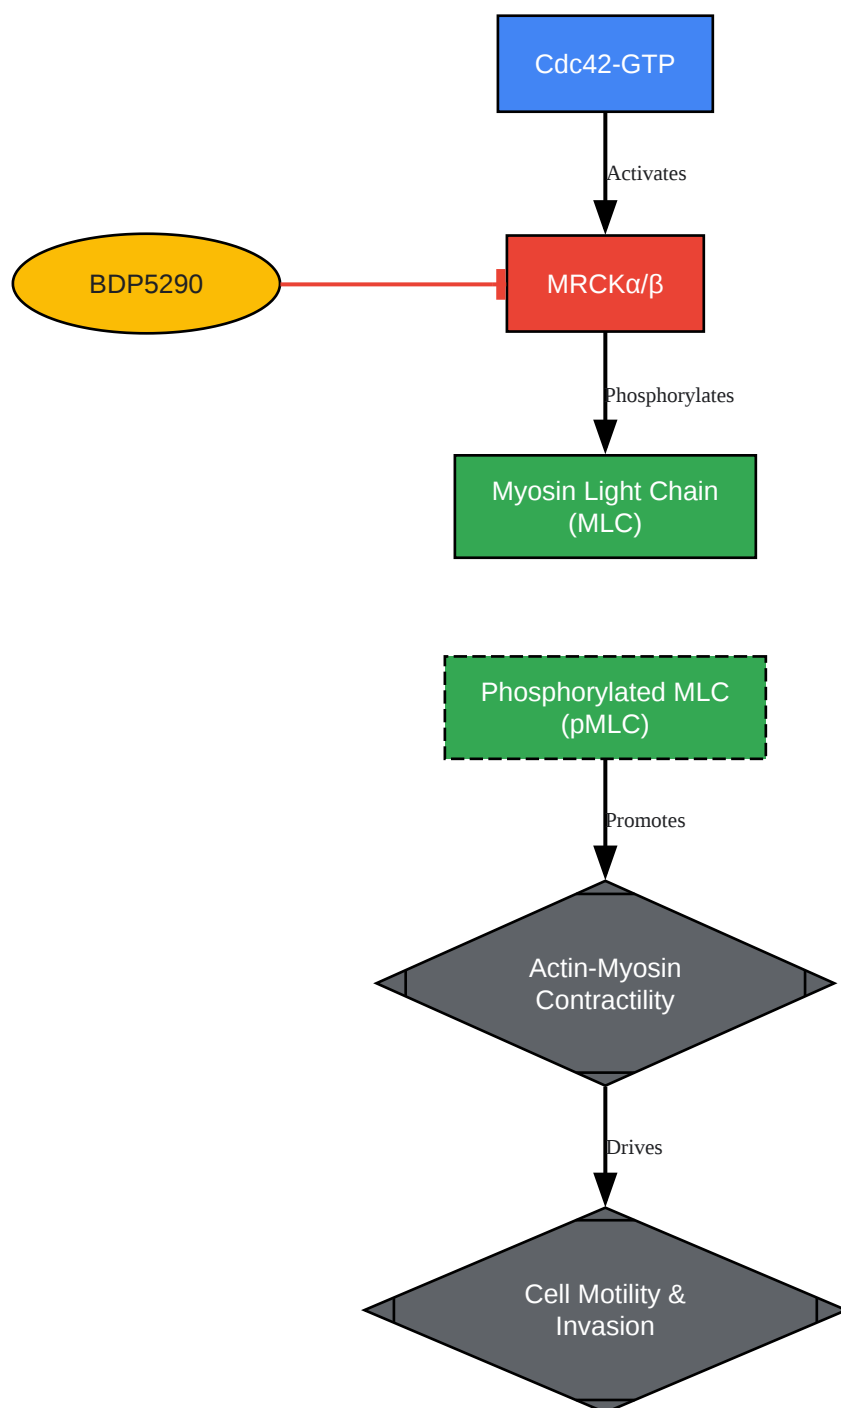 Cdc42-GTP
Activates
BDP5290
MRCKα/β
Phosphorylates
Myosin Light Chain
(MLC)
Phosphorylated MLC
(pMLC)
Promotes
Actin-Myosin
Contractility
Drives
Cell Motility &
Invasion